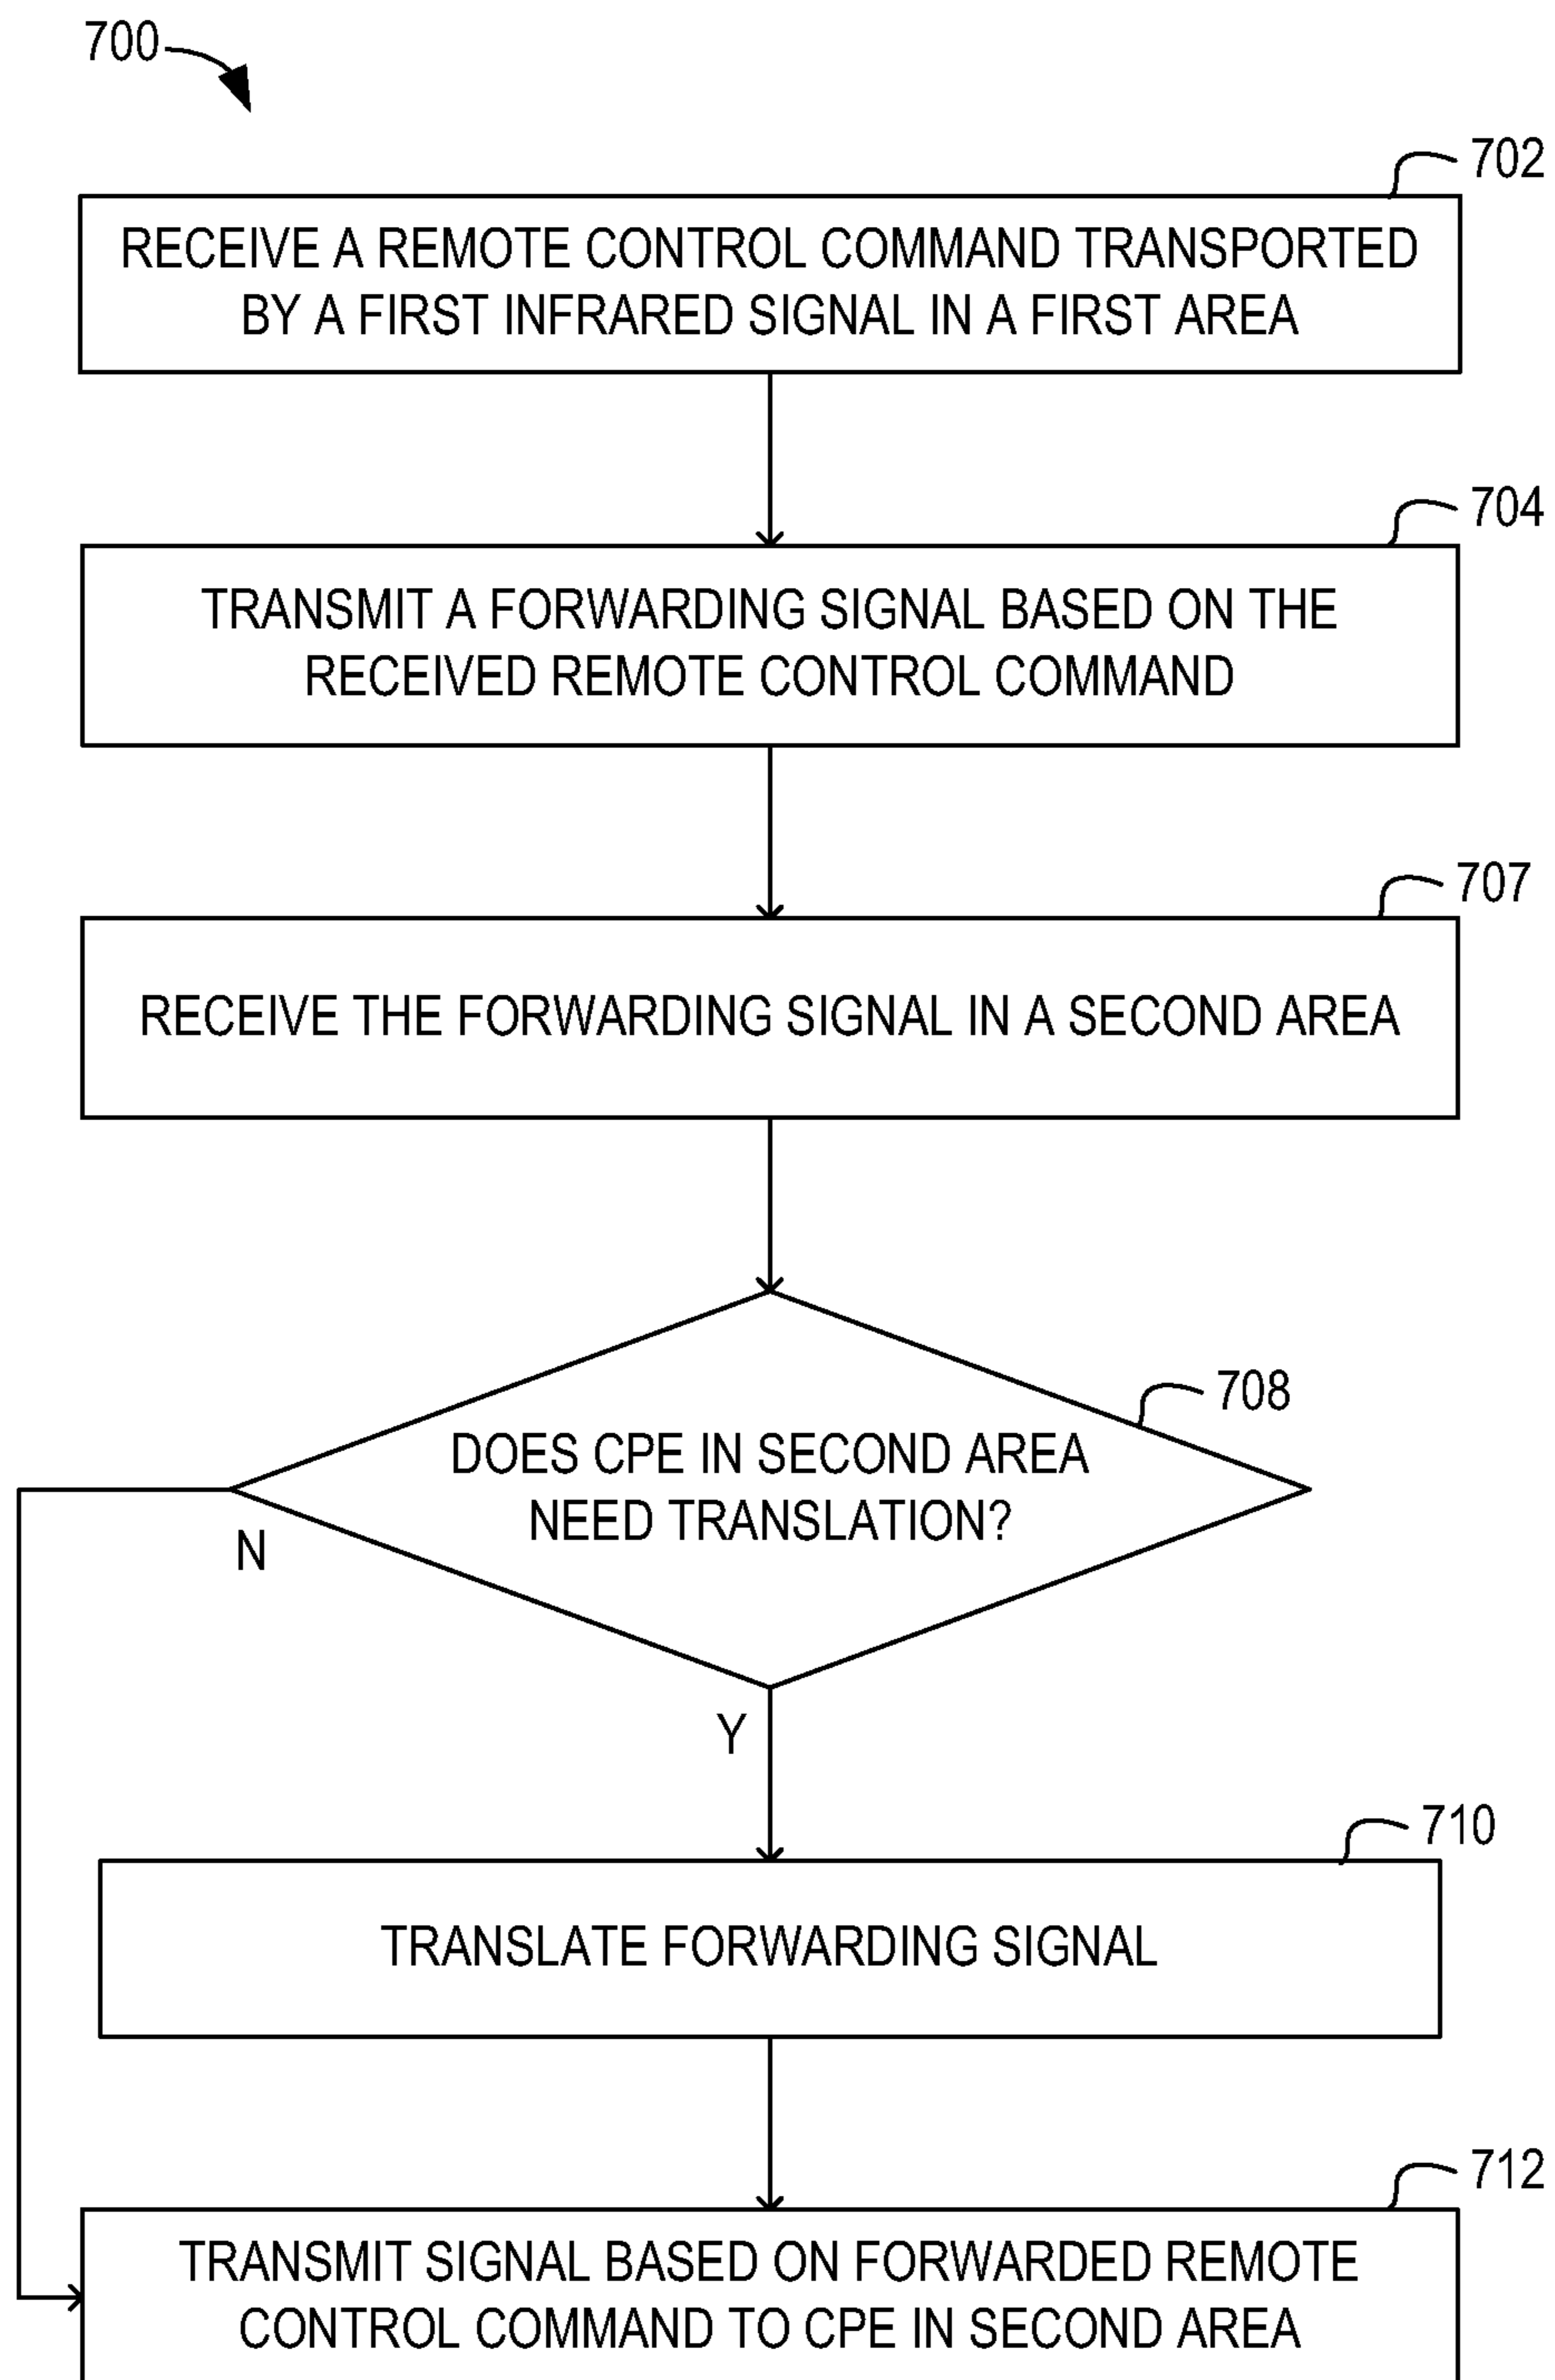 700
702
RECEIVE A REMOTE CONTROL COMMAND TRANSPORTED
BY A FIRST INFRARED SIGNAL IN A FIRST AREA
704
TRANSMIT A FORWARDING SIGNAL BASED ON THE
RECEIVED REMOTE CONTROL COMMAND
707
RECEIVE THE FORWARDING SIGNAL IN A SECOND AREA
708
DOES CPE IN SECOND AREA
NEED TRANSLATION?
N
Y
710
TRANSLATE FORWARDING SIGNAL
712
TRANSMIT SIGNAL BASED ON FORWARDED REMOTE
CONTROL COMMAND TO CPE IN SECOND AREA